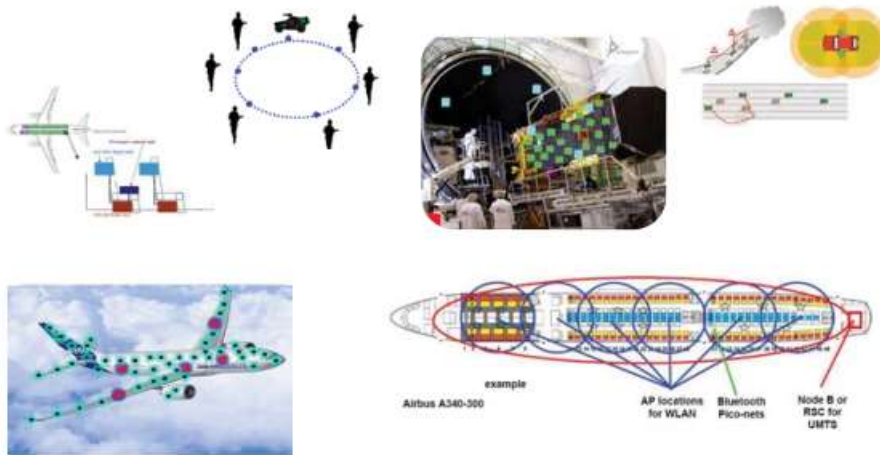 example
Airbus A340-300
AP locations
for WLAN
Bluetooth
Pico-nets
Node B or
RSC for
UMTS